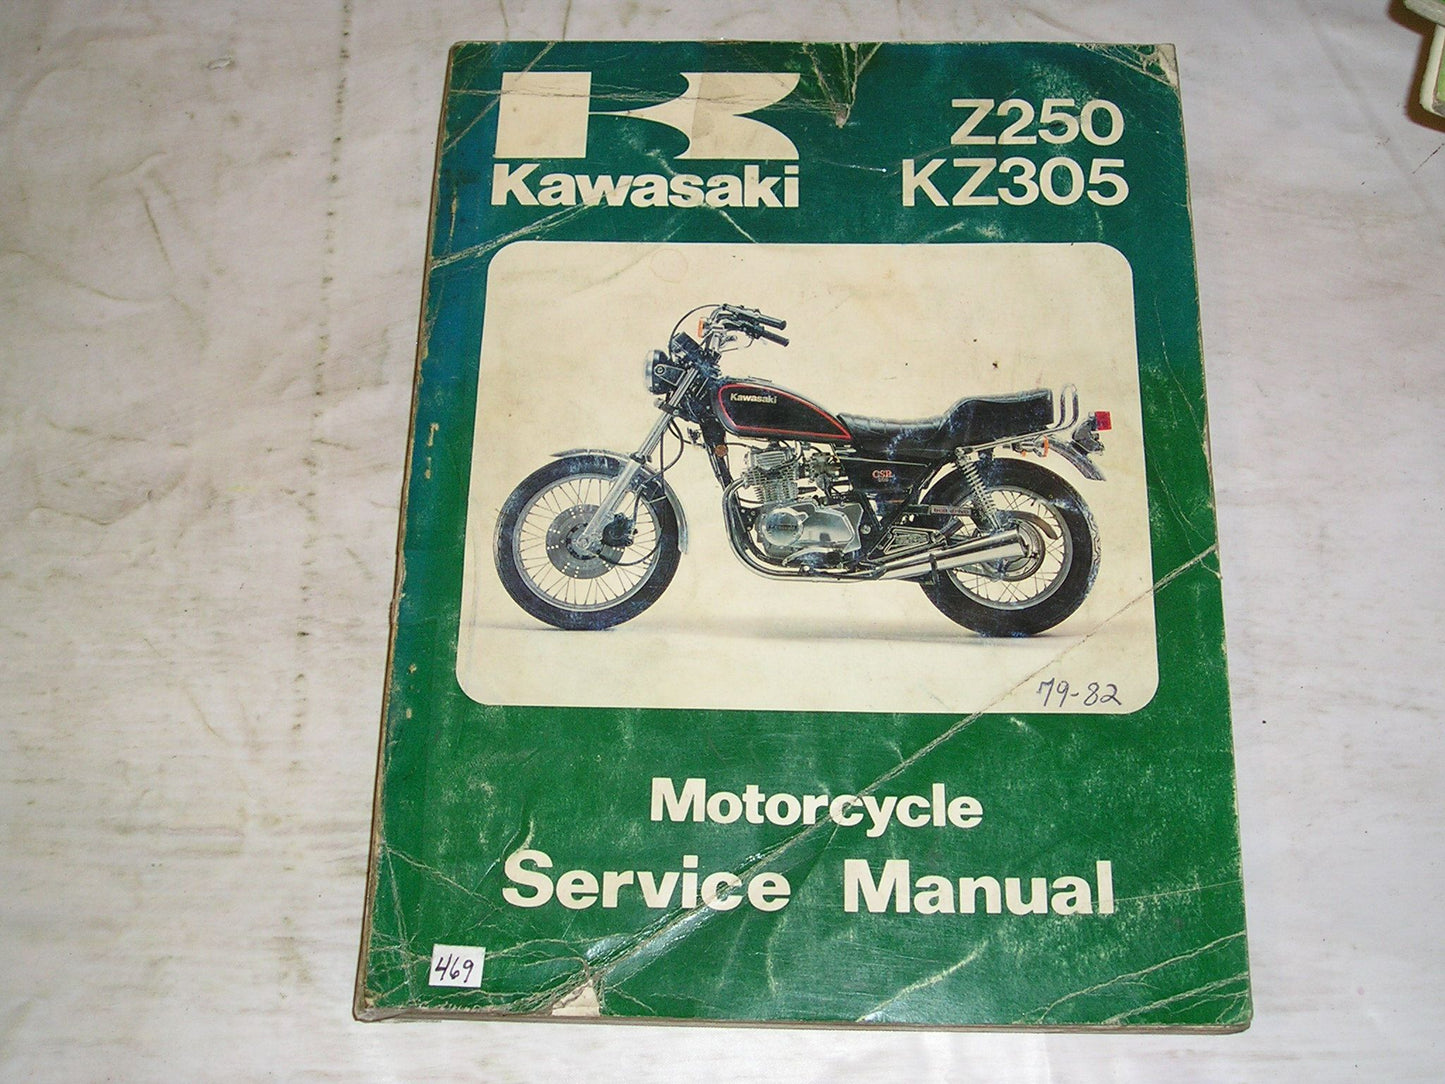 Z250
Kawasaki KZ305
Kawasaki
CSR
79-82
Motorcycle
Service Manual
469